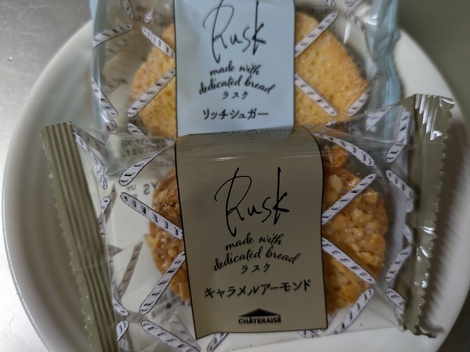 Rusk
made with
dedicated bread
ラスク
リッチシュガー
Rusk
made with
dedicated bread
ラスク
キャラメルアーモンド
CHÂTERAISÉ